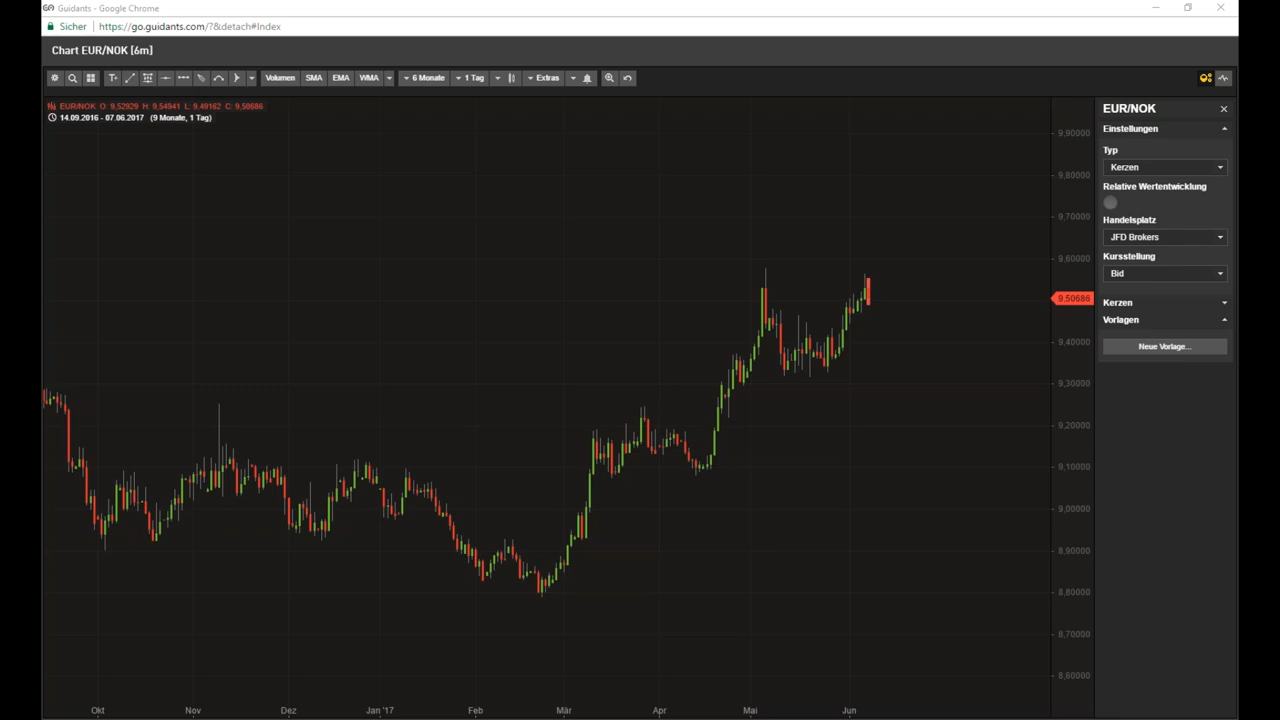 Guidants - Google Chrome
Sicher https://go.guidants.com/?&detach#Index
Chart EUR/NOK [6m]
T+ Volumen SMA EMA WMA 6 Monate 1 Tag Extras
EUR/NOK O: 9,52929 H: 9,54941 L: 9,49162 C: 9,50686
14.09.2016 - 07.06.2017 (9 Monate, 1 Tag)
9,90000
9,80000
9,70000
9,60000
9,50686
9,40000
9,30000
9,20000
9,10000
9,00000
8,90000
8,80000
8,70000
8,60000
Okt Nov Dez Jan '17 Feb Mär Apr Mai Jun
EUR/NOK
Einstellungen
Typ
Kerzen
Relative Wertentwicklung
Handelsplatz
JFD Brokers
Kursstellung
Bid
Kerzen
Vorlagen
Neue Vorlage...